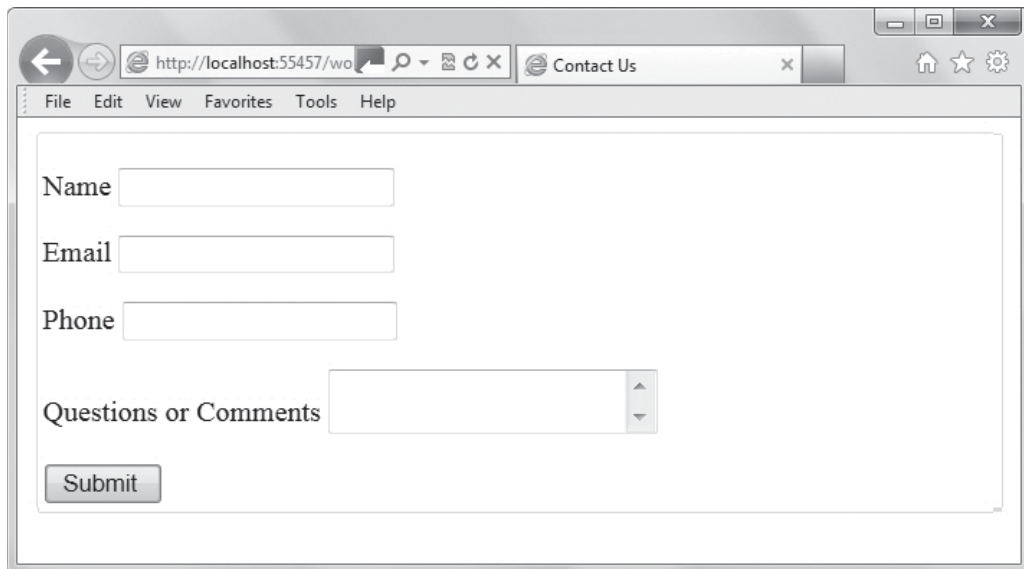 http://localhost:55457/wo
Contact Us
File Edit View Favorites Tools Help
Name
Email
Phone
Questions or Comments
Submit